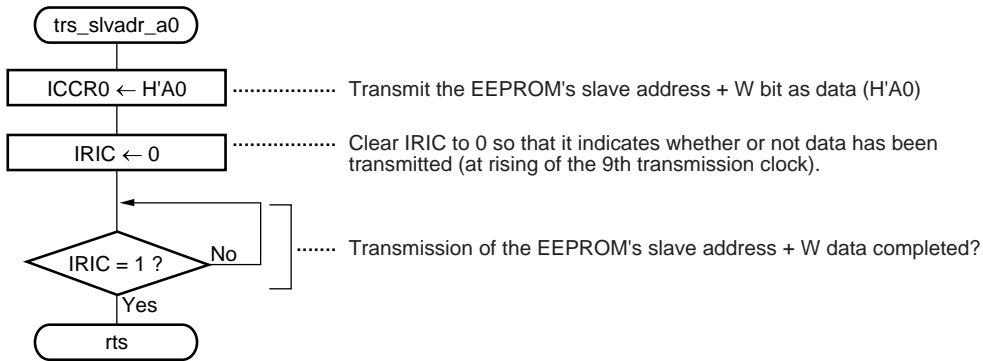 trs_slvadr_a0
ICCR0 ← H'A0
Transmit the EEPROM's slave address + W bit as data (H'A0)
IRIC ← 0
Clear IRIC to 0 so that it indicates whether or not data has been
transmitted (at rising of the 9th transmission clock).
IRIC = 1 ?
No
Transmission of the EEPROM's slave address + W data completed?
Yes
rts